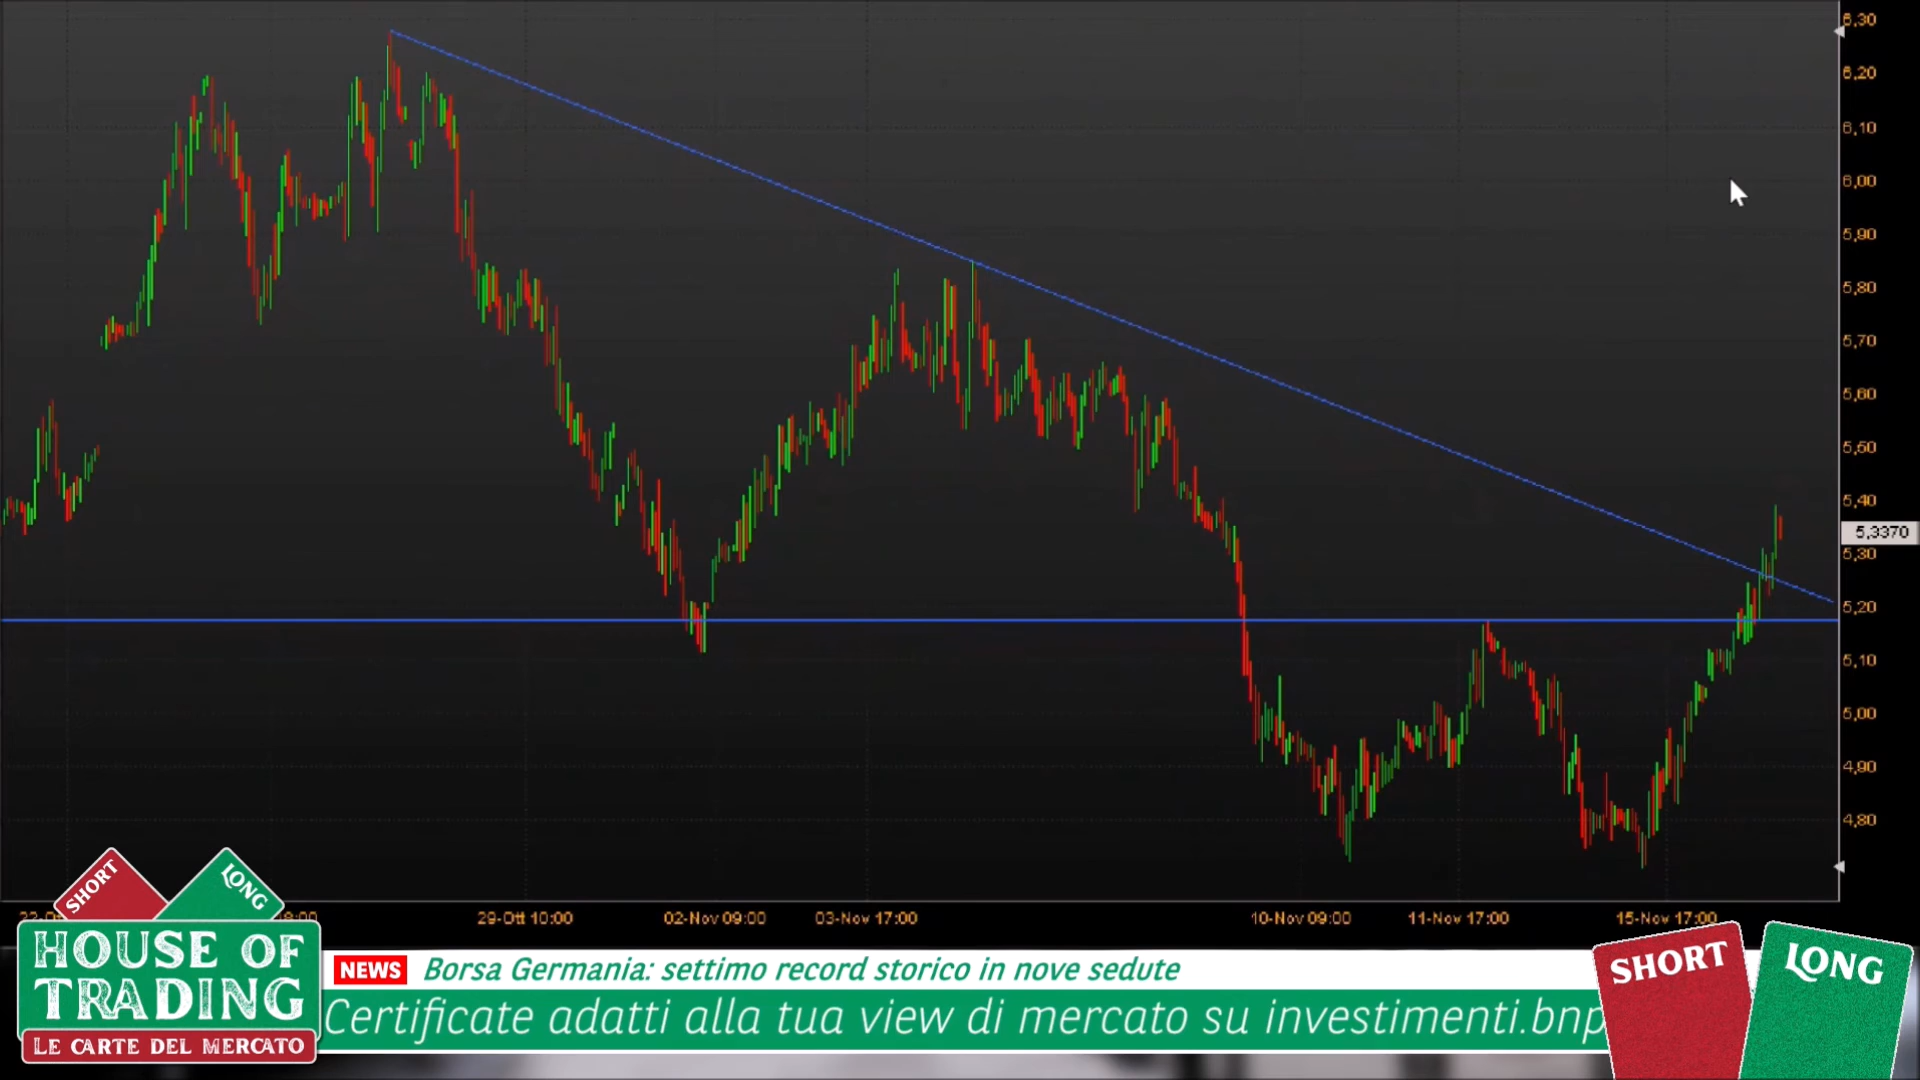 6,30
6,20
6,10
6,00
5,90
5,80
5,70
5,60
5,50
5,40
5,3370
5,30
5,20
5,10
5,00
4,90
4,80
29-Ott 10:00
02-Nov 09:00
03-Nov 17:00
10-Nov 09:00
11-Nov 17:00
15-Nov 17:00
SHORT
LONG
HOUSE OF
TRADING
LE CARTE DEL MERCATO
NEWS Borsa Germania: settimo record storico in nove sedute
Certificate adatti alla tua view di mercato su investimenti.bnp
SHORT
LONG